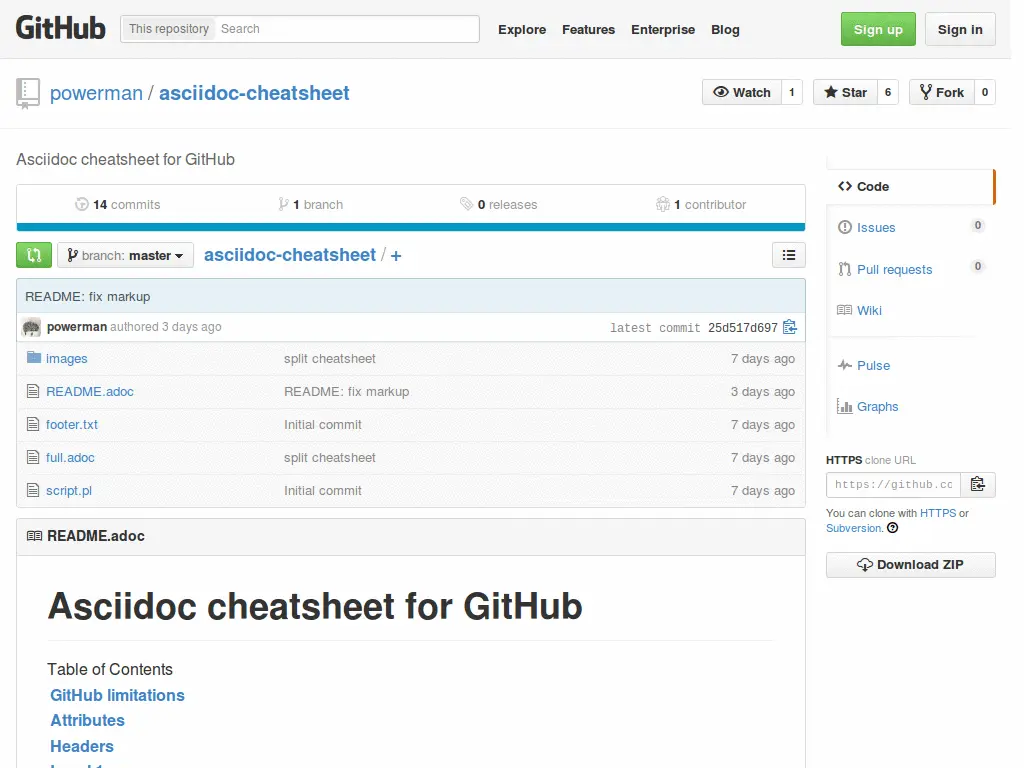 GitHub This repository Search Explore Features Enterprise Blog Sign up Sign in
powerman / asciidoc-cheatsheet Watch 1 Star 6 Fork 0
Asciidoc cheatsheet for GitHub
14 commits 1 branch 0 releases 1 contributor
branch: master asciidoc-cheatsheet / +
README: fix markup
powerman authored 3 days ago latest commit 25d517d697
images split cheatsheet 7 days ago
README.adoc README: fix markup 3 days ago
footer.txt Initial commit 7 days ago
full.adoc split cheatsheet 7 days ago
script.pl Initial commit 7 days ago
README.adoc
Asciidoc cheatsheet for GitHub
Table of Contents
GitHub limitations
Attributes
Headers
Code
Issues 0
Pull requests 0
Wiki
Pulse
Graphs
HTTPS clone URL
https://github.cc
You can clone with HTTPS or
Subversion.
Download ZIP